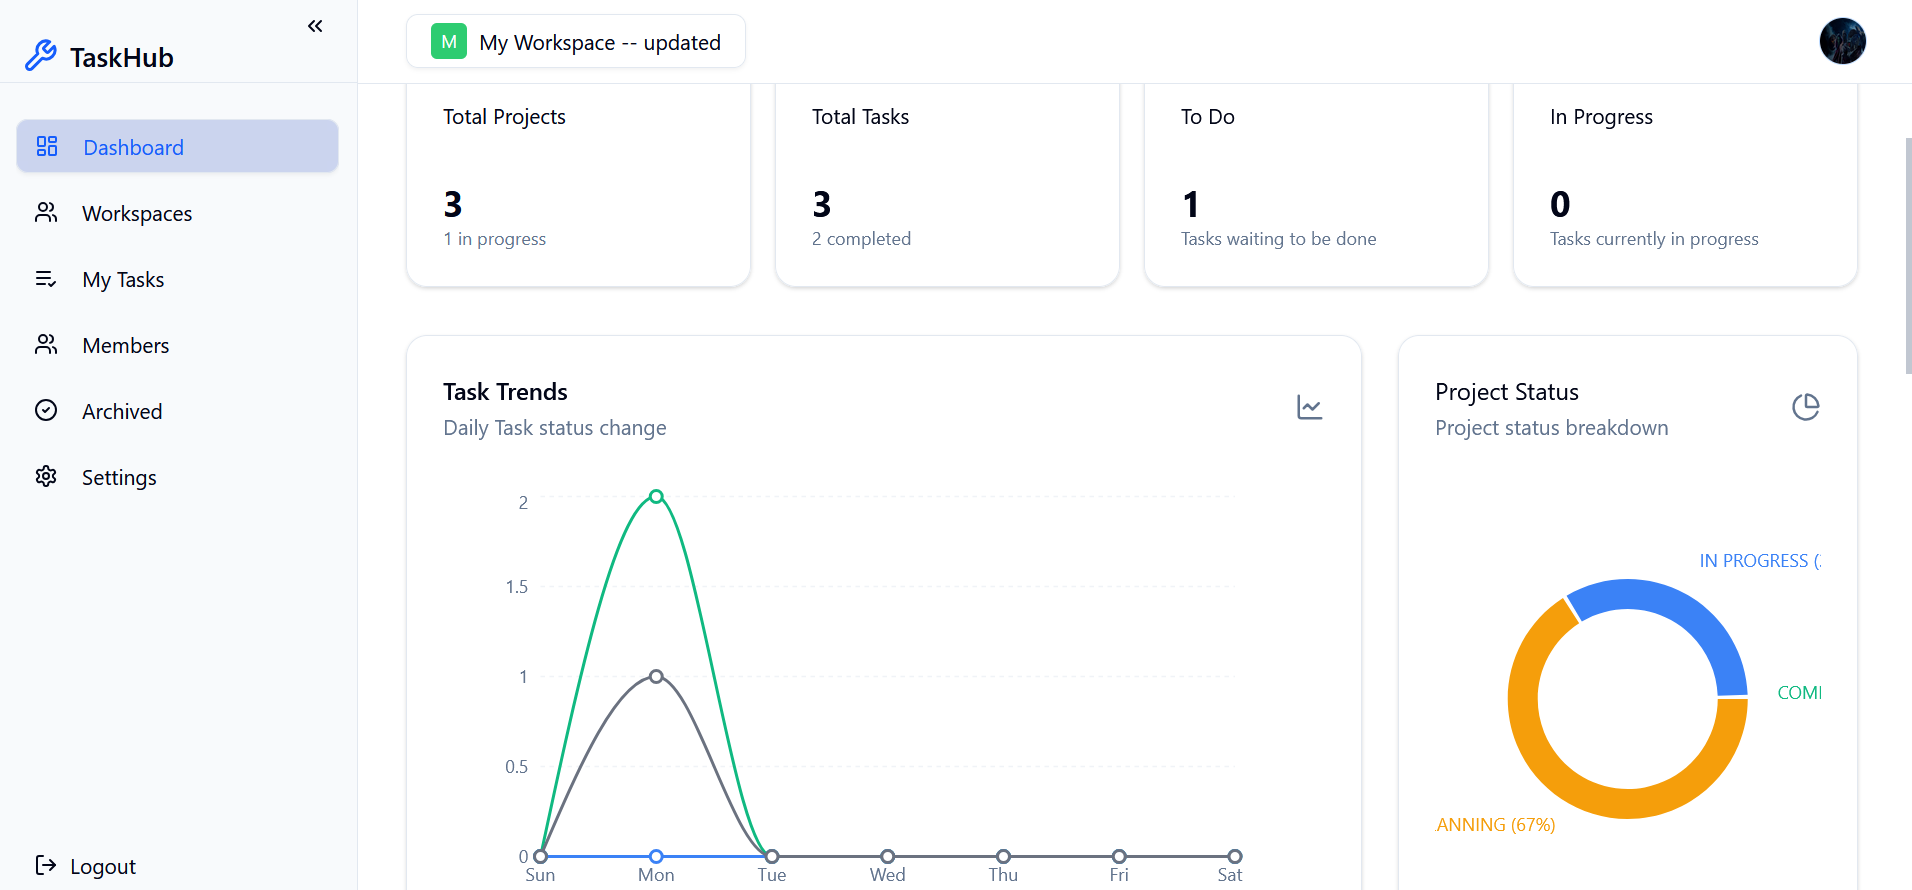 TaskHub
Dashboard
Workspaces
My Tasks
Members
Archived
Settings
Logout
M My Workspace -- updated
Total Projects
3
1 in progress
Total Tasks
3
2 completed
To Do
1
Tasks waiting to be done
In Progress
0
Tasks currently in progress
Task Trends
Daily Task status change
2
1.5
1
0.5
0
Sun Mon Tue Wed Thu Fri Sat
Project Status
Project status breakdown
IN PROGRESS (
COM
ANNING (67%)